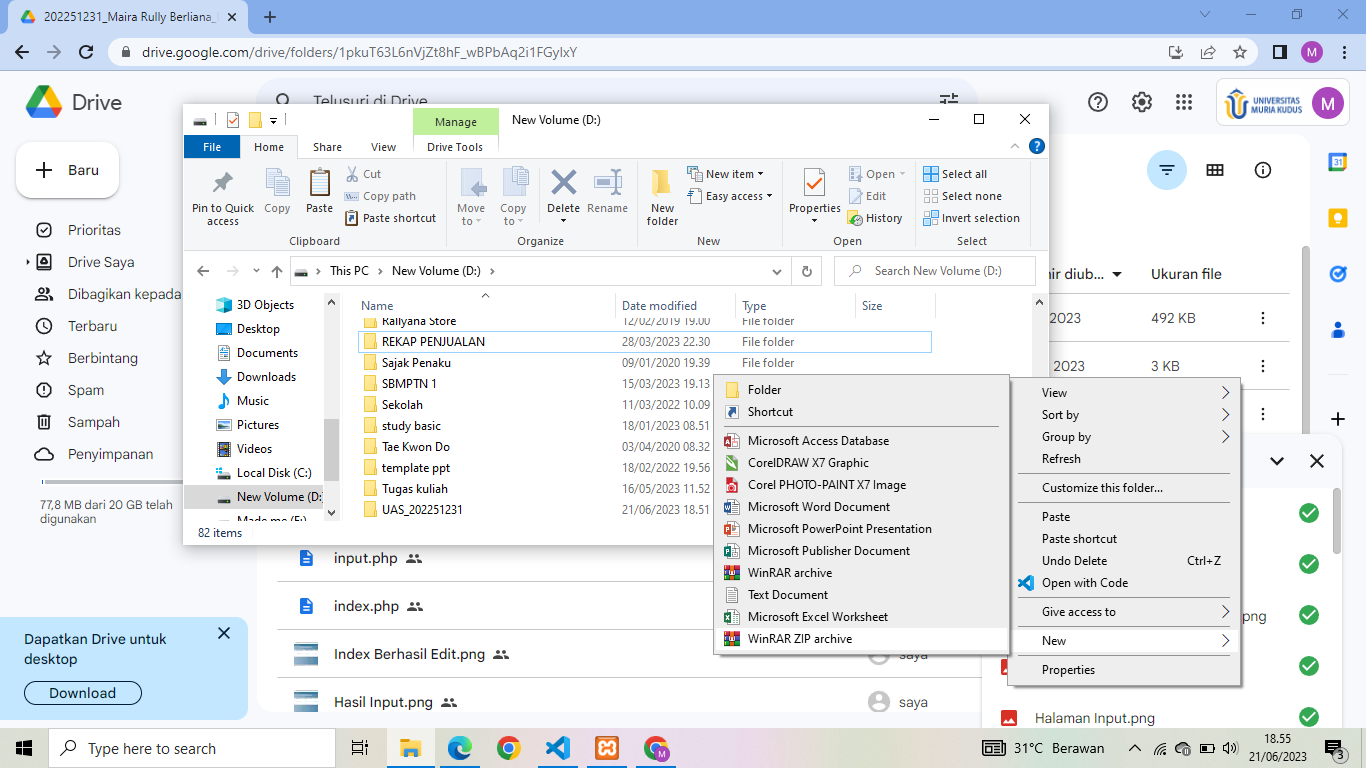 202251231_Maira Rully Berliana_
drive.google.com/drive/folders/1pkuT63L6nVjZt8hF_wBPbAq2i1FGyIxY
M
Drive
Telusuri di Drive
UNIVERSITAS
MURIA KUDUS
M
Baru
Prioritas
Drive Saya
Dibagikan kepada
Terbaru
Berbintang
Spam
Sampah
Penyimpanan
77,8 MB dari 20 GB telah
digunakan
Dapatkan Drive untuk
desktop
Download
Manage
New Volume (D:)
File
Home
Share
View
Drive Tools
Pin to Quick
access
Copy
Paste
Cut
Copy path
Paste shortcut
Clipboard
Move
to
Copy
to
Delete
Rename
Organize
New
folder
New item
Easy access
New
Properties
Open
Edit
History
Open
Select all
Select none
Invert selection
Select
This PC > New Volume (D:) >
Search New Volume (D:)
3D Objects
Desktop
Documents
Downloads
Music
Pictures
Videos
Local Disk (C:)
New Volume (D:
Made me (E:)
Name Date modified Type Size
Rallyana Store 12/02/2019 19.00 File folder
REKAP PENJUALAN 28/03/2023 22.30 File folder
Sajak Penaku 09/01/2020 19.39 File folder
SBMPTN 1 15/03/2023 19.13
Sekolah 11/03/2022 10.09
study basic 18/01/2023 08.51
Tae Kwon Do 03/04/2020 08.32
template ppt 18/02/2022 19.56
Tugas kuliah 16/05/2023 11.52
UAS_202251231 21/06/2023 18.51
82 items
Folder
Shortcut
Microsoft Access Database
CorelDRAW X7 Graphic
Corel PHOTO-PAINT X7 Image
Microsoft Word Document
Microsoft PowerPoint Presentation
Microsoft Publisher Document
WinRAR archive
Text Document
Microsoft Excel Worksheet
WinRAR ZIP archive
View
Sort by
Group by
Refresh
Customize this folder...
Paste
Paste shortcut
Undo Delete Ctrl+Z
Open with Code
Give access to
New
Properties
ir diub... Ukuran file
2023 492 KB
2023 3 KB
input.php
index.php
Index Berhasil Edit.png saya
Hasil Input.png saya
png
Halaman Input.png
31
Type here to search
M
31°C Berawan
18.55
21/06/2023
3